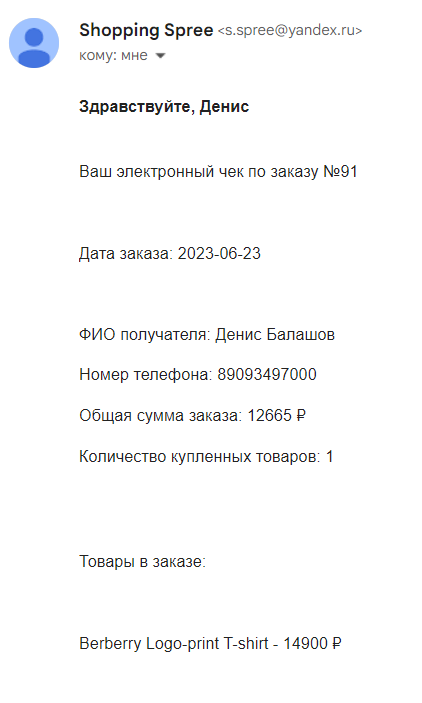 Shopping Spree <s.spree@yandex.ru>
кому: мне
Здравствуйте, Денис
Ваш электронный чек по заказу №91
Дата заказа: 2023-06-23
ФИО получателя: Денис Балашов
Номер телефона: 89093497000
Общая сумма заказа: 12665 ₽
Количество купленных товаров: 1
Товары в заказе:
Berberry Logo-print T-shirt - 14900 ₽